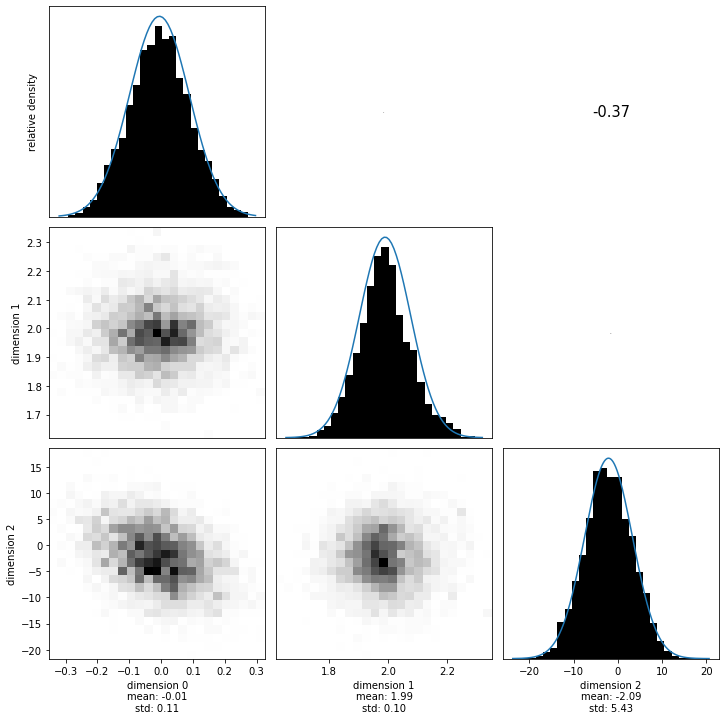 relative density
-0.37
2.3
2.2
2.1
2.0
1.9
1.8
1.7
dimension 1
15
10
5
0
−5
−10
−15
−20
dimension 2
−0.3 −0.2 −0.1 0.0 0.1 0.2 0.3
dimension 0
mean: -0.01
std: 0.11
1.8 2.0 2.2
dimension 1
mean: 1.99
std: 0.10
−20 −10 0 10 20
dimension 2
mean: -2.09
std: 5.43